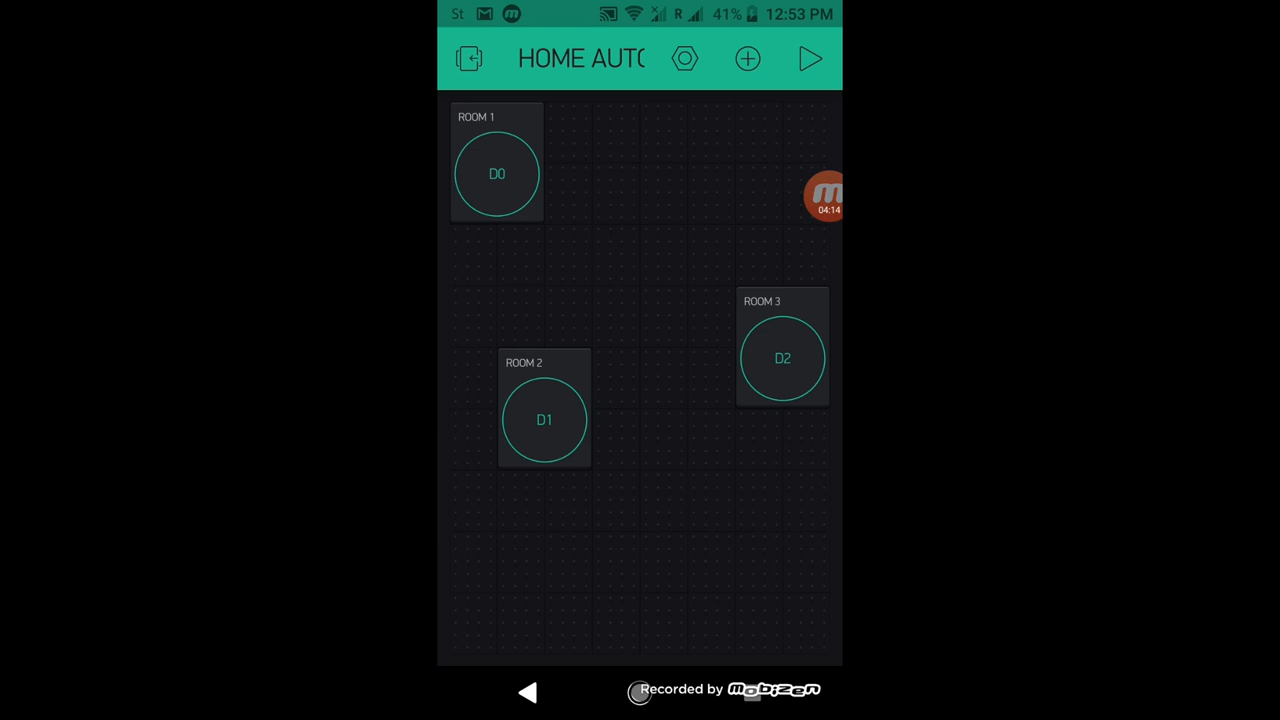 St R 41% 12:53 PM
HOME AUTO
ROOM 1
D0
04:14
ROOM 3
D2
ROOM 2
D1
Recorded by mobizen